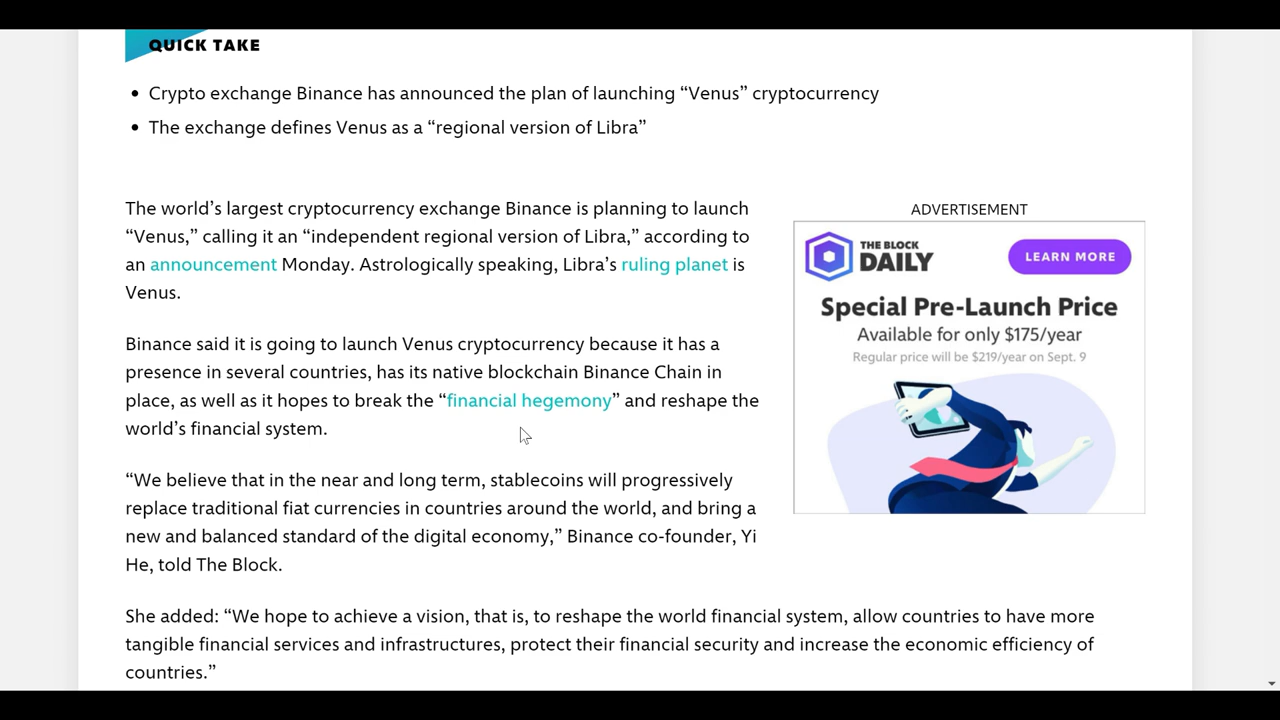 QUICK TAKE
• Crypto exchange Binance has announced the plan of launching “Venus” cryptocurrency
• The exchange defines Venus as a “regional version of Libra”
The world’s largest cryptocurrency exchange Binance is planning to launch
“Venus,” calling it an “independent regional version of Libra,” according to
an announcement Monday. Astrologically speaking, Libra’s ruling planet is
Venus.
Binance said it is going to launch Venus cryptocurrency because it has a
presence in several countries, has its native blockchain Binance Chain in
place, as well as it hopes to break the “financial hegemony” and reshape the
world’s financial system.
“We believe that in the near and long term, stablecoins will progressively
replace traditional fiat currencies in countries around the world, and bring a
new and balanced standard of the digital economy,” Binance co-founder, Yi
He, told The Block.
She added: “We hope to achieve a vision, that is, to reshape the world financial system, allow countries to have more
tangible financial services and infrastructures, protect their financial security and increase the economic efficiency of
countries.”
ADVERTISEMENT
THE BLOCK
DAILY
LEARN MORE
Special Pre-Launch Price
Available for only $175/year
Regular price will be $219/year on Sept. 9